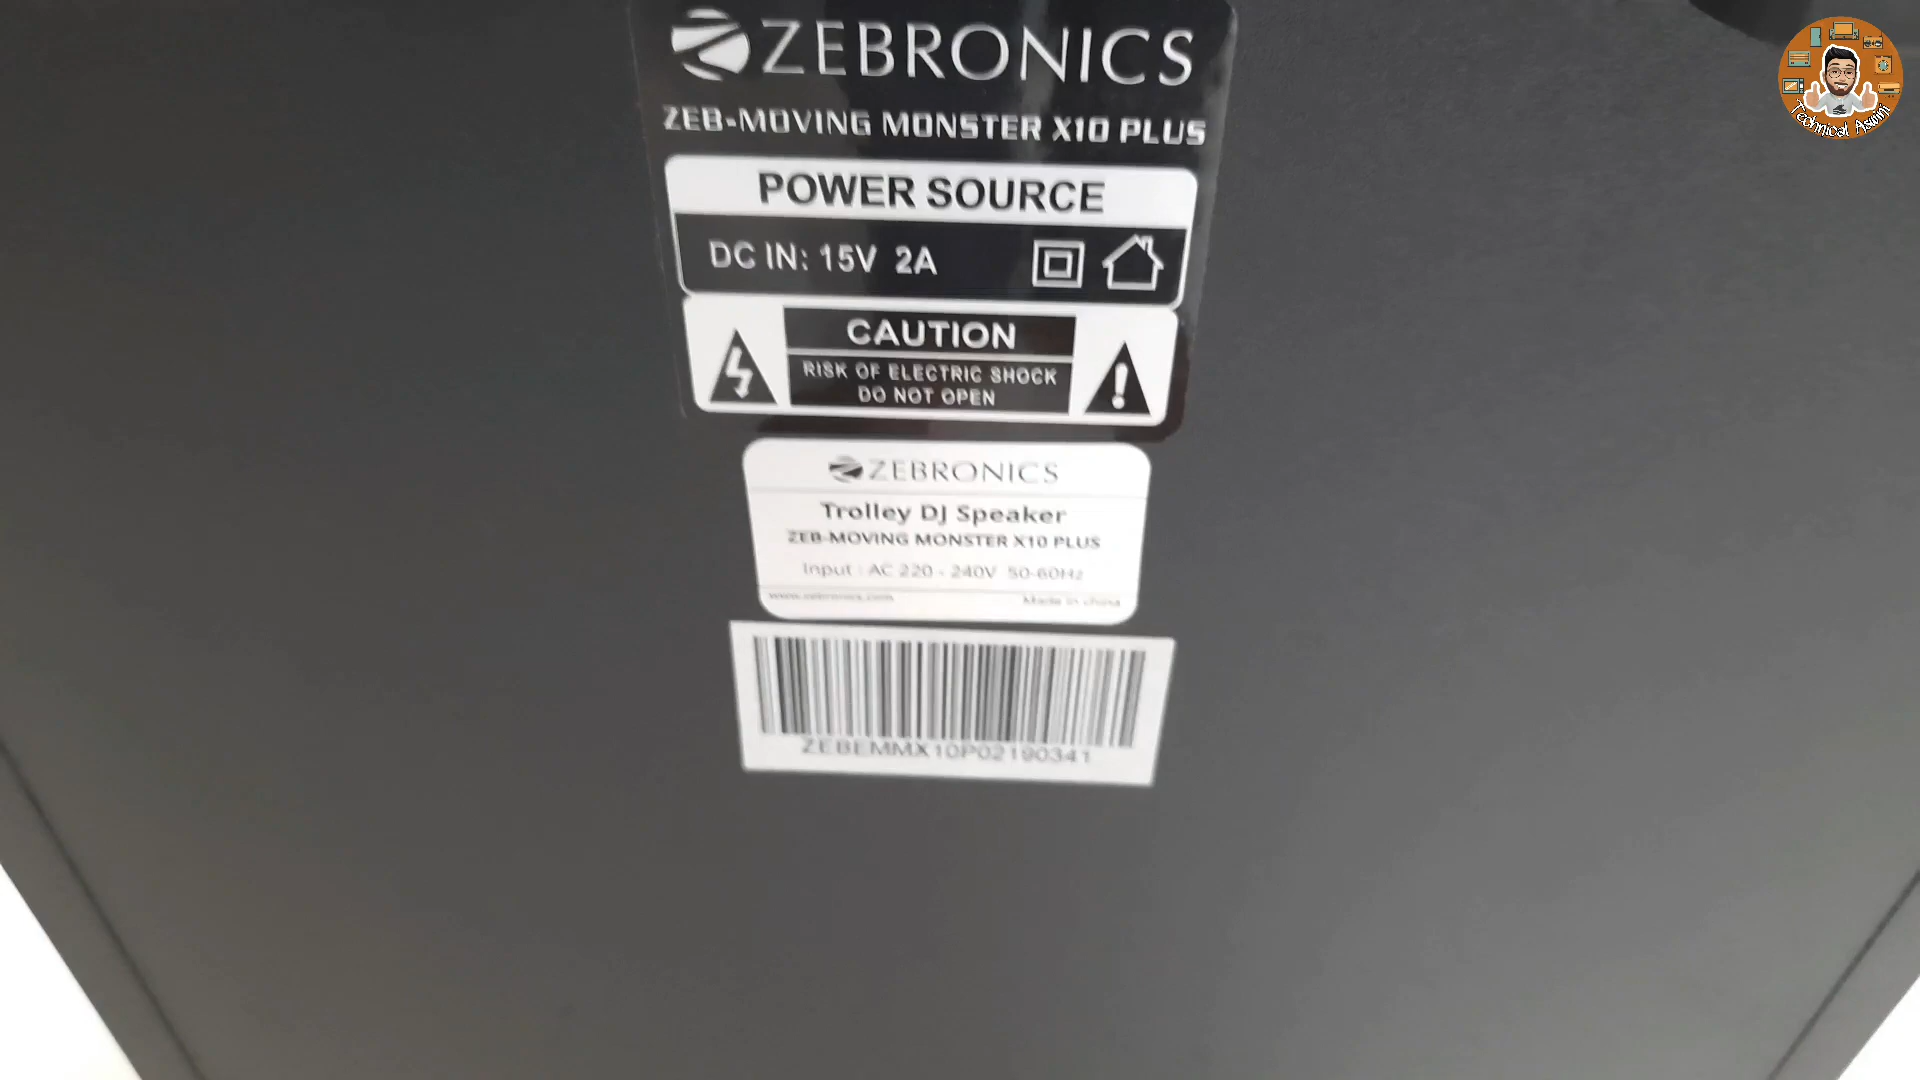 ZEBRONICS
ZEB-MOVING MONSTER X10 PLUS
POWER SOURCE
DC IN: 15V 2A
CAUTION
RISK OF ELECTRIC SHOCK
DO NOT OPEN
ZEBRONICS
Trolley DJ Speaker
ZEB-MOVING MONSTER X10 PLUS
Input : AC 220 - 240V 50-60Hz
www.zebronics.com Made in china
ZEBEMMX10P02190341
Technical Aswin